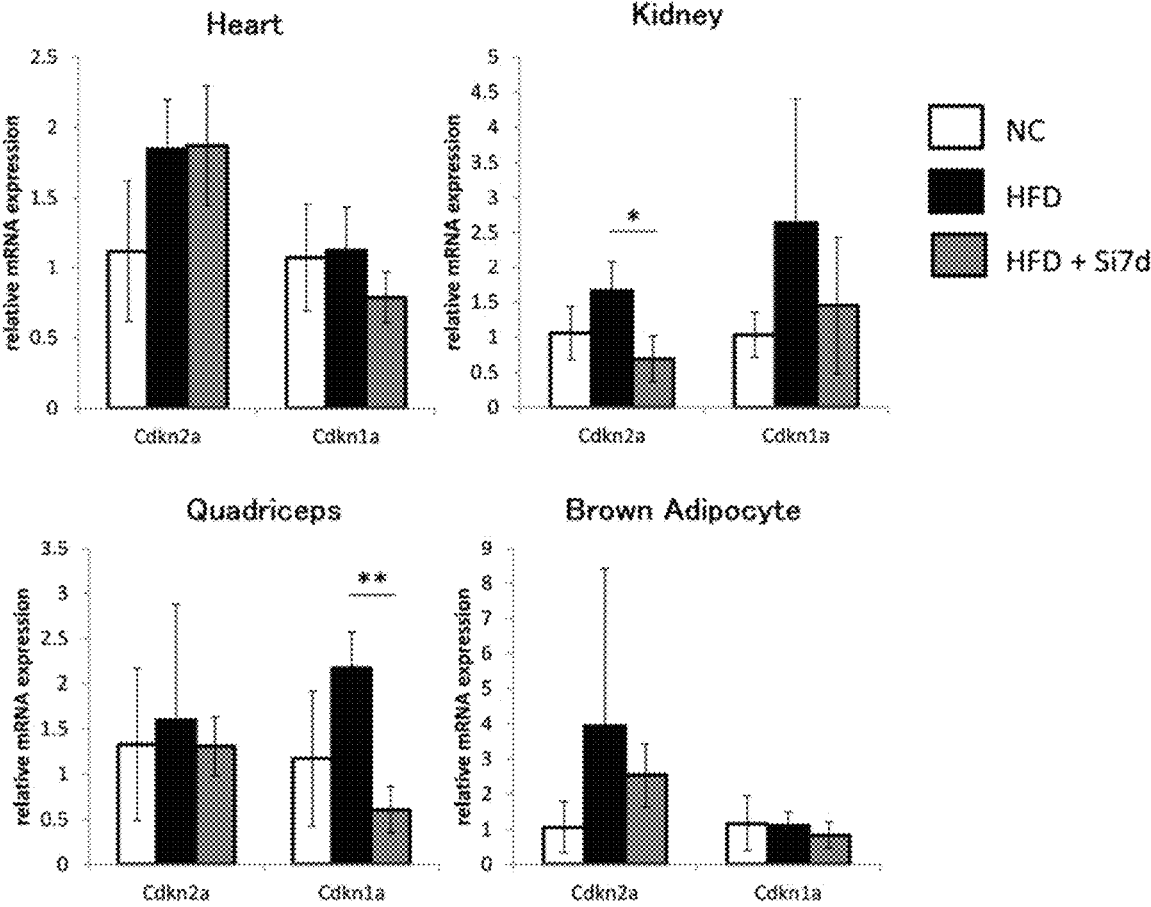 Heart
relative mRNA expression
2.5
2
1.5
1
0.5
0
Cdkn2a
Cdkn1a
Kidney
relative mRNA expression
5
4.5
4
3.5
3
2.5
2
1.5
1
0.5
0
*
Cdkn2a
Cdkn1a
NC
HFD
HFD + Si7d
Quadriceps
relative mRNA expression
3.5
3
2.5
2
1.5
1
0.5
0
**
Cdkn2a
Cdkn1a
Brown Adipocyte
relative mRNA expression
9
8
7
6
5
4
3
2
1
0
Cdkn2a
Cdkn1a